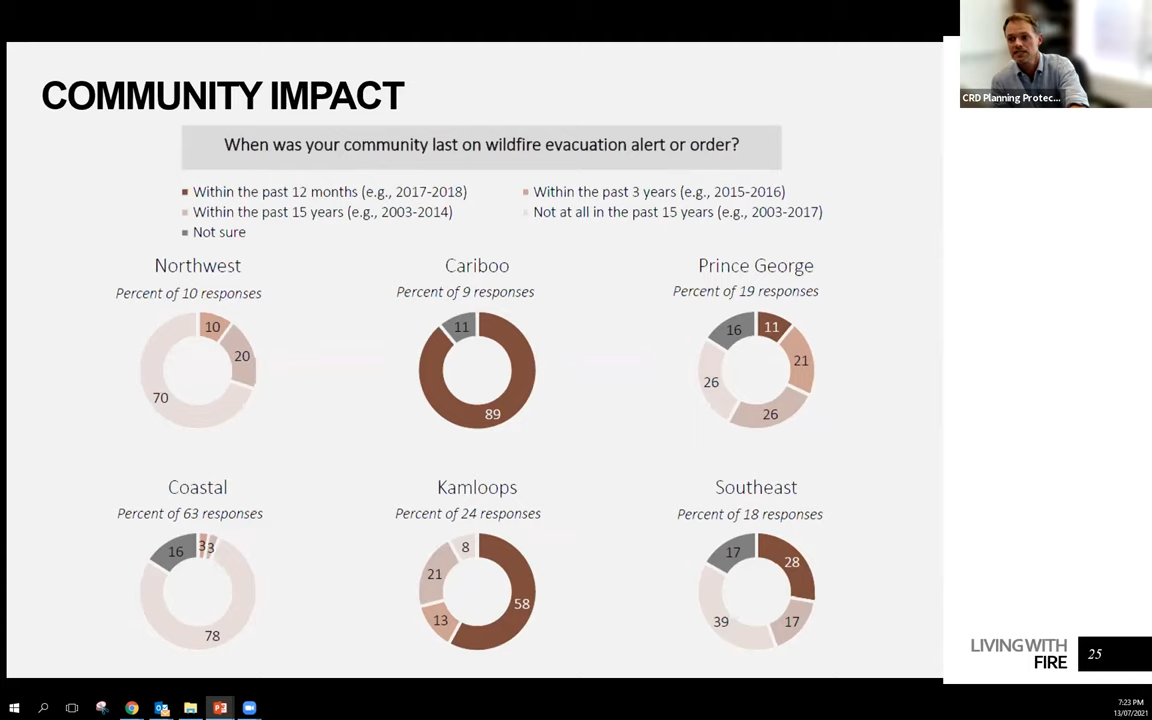 COMMUNITY IMPACT
CRD Planning Protec...
When was your community last on wildfire evacuation alert or order?
Within the past 12 months (e.g., 2017-2018)
Within the past 3 years (e.g., 2015-2016)
Within the past 15 years (e.g., 2003-2014)
Not at all in the past 15 years (e.g., 2003-2017)
Not sure
Northwest
Percent of 10 responses
10
20
70
Cariboo
Percent of 9 responses
11
89
Prince George
Percent of 19 responses
16
11
21
26
26
Coastal
Percent of 63 responses
16
3
3
78
Kamloops
Percent of 24 responses
8
21
58
13
Southeast
Percent of 18 responses
17
28
39
17
LIVING WITH
FIRE
25
7:23 PM
13/07/2021